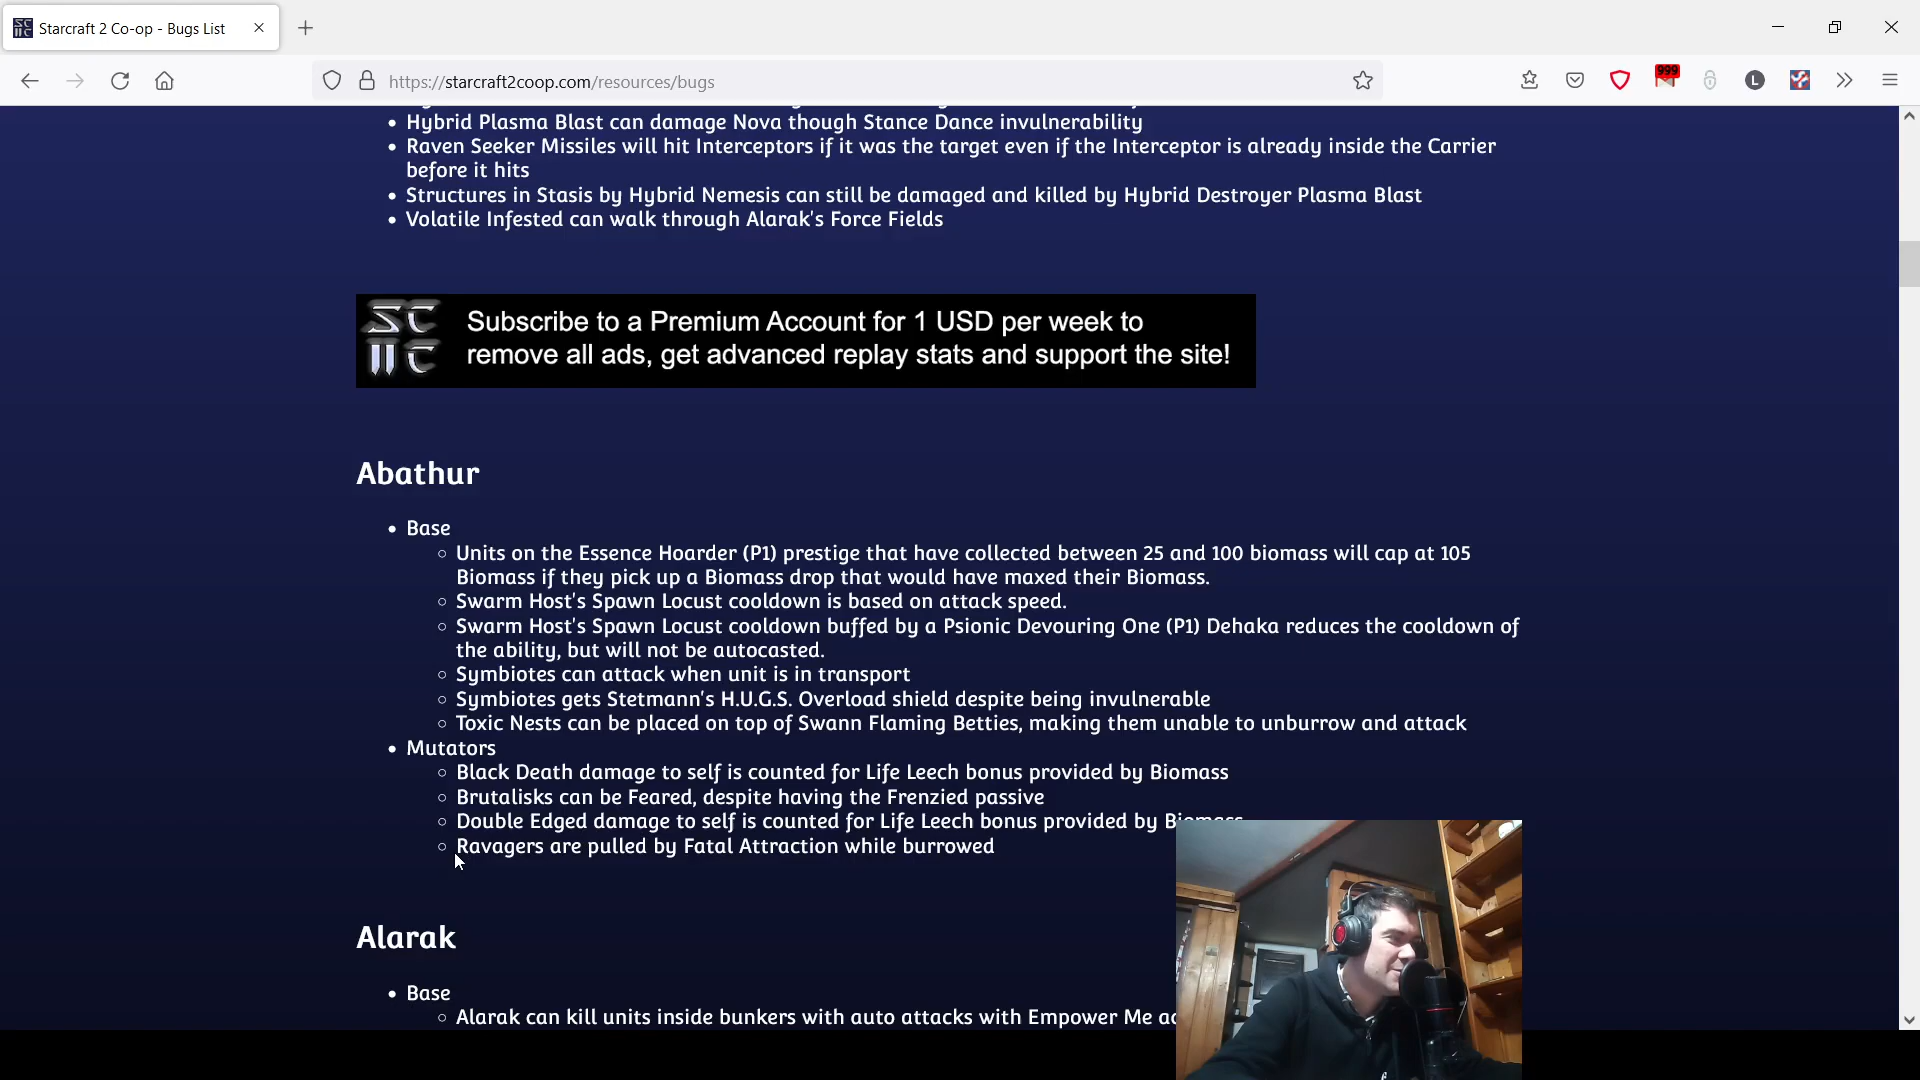 Starcraft 2 Co-op - Bugs List
https://starcraft2coop.com/resources/bugs
999
L
Hybrid Plasma Blast can damage Nova though Stance Dance invulnerability
Raven Seeker Missiles will hit Interceptors if it was the target even if the Interceptor is already inside the Carrier
before it hits
Structures in Stasis by Hybrid Nemesis can still be damaged and killed by Hybrid Destroyer Plasma Blast
Volatile Infested can walk through Alarak's Force Fields
Subscribe to a Premium Account for 1 USD per week to
remove all ads, get advanced replay stats and support the site!
Abathur
Base
Units on the Essence Hoarder (P1) prestige that have collected between 25 and 100 biomass will cap at 105
Biomass if they pick up a Biomass drop that would have maxed their Biomass.
Swarm Host's Spawn Locust cooldown is based on attack speed.
Swarm Host's Spawn Locust cooldown buffed by a Psionic Devouring One (P1) Dehaka reduces the cooldown of
the ability, but will not be autocasted.
Symbiotes can attack when unit is in transport
Symbiotes gets Stetmann's H.U.G.S. Overload shield despite being invulnerable
Toxic Nests can be placed on top of Swann Flaming Betties, making them unable to unburrow and attack
Mutators
Black Death damage to self is counted for Life Leech bonus provided by Biomass
Brutalisks can be Feared, despite having the Frenzied passive
Double Edged damage to self is counted for Life Leech bonus provided by Biomass
Ravagers are pulled by Fatal Attraction while burrowed
Alarak
Base
Alarak can kill units inside bunkers with auto attacks with Empower Me